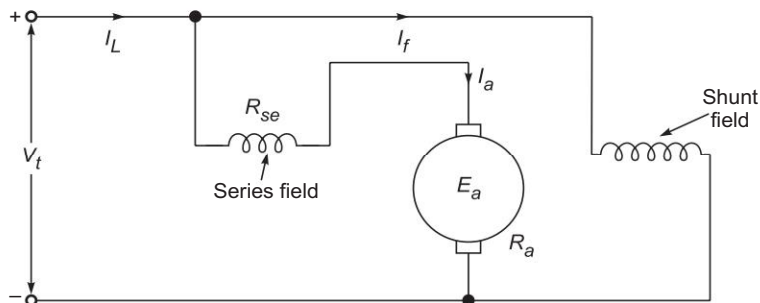 +
I_L
I_f
I_a
R_se
Shunt
field
V_t
Series field
E_a
R_a
−